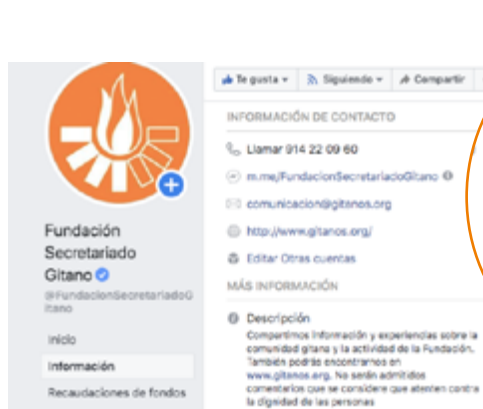 Te gusta
Siguiendo
Compartir
INFORMACIÓN DE CONTACTO
Llamar 914 22 09 60
m.me/FundacionSecretariadoGitano
comunicacion@gitanos.org
http://www.gitanos.org/
Editar Otras cuentas
MÁS INFORMACIÓN
Descripción
Compartimos información y experiencias sobre la
comunidad gitana y la actividad de la Fundación.
También podrás encontrarnos en
www.gitanos.org. No serán admitidos
comentarios que se considere que atenten contra
la dignidad de las personas
Fundación
Secretariado
Gitano
@FundacionSecretariadoG
itano
Inicio
Información
Recaudaciones de fondos